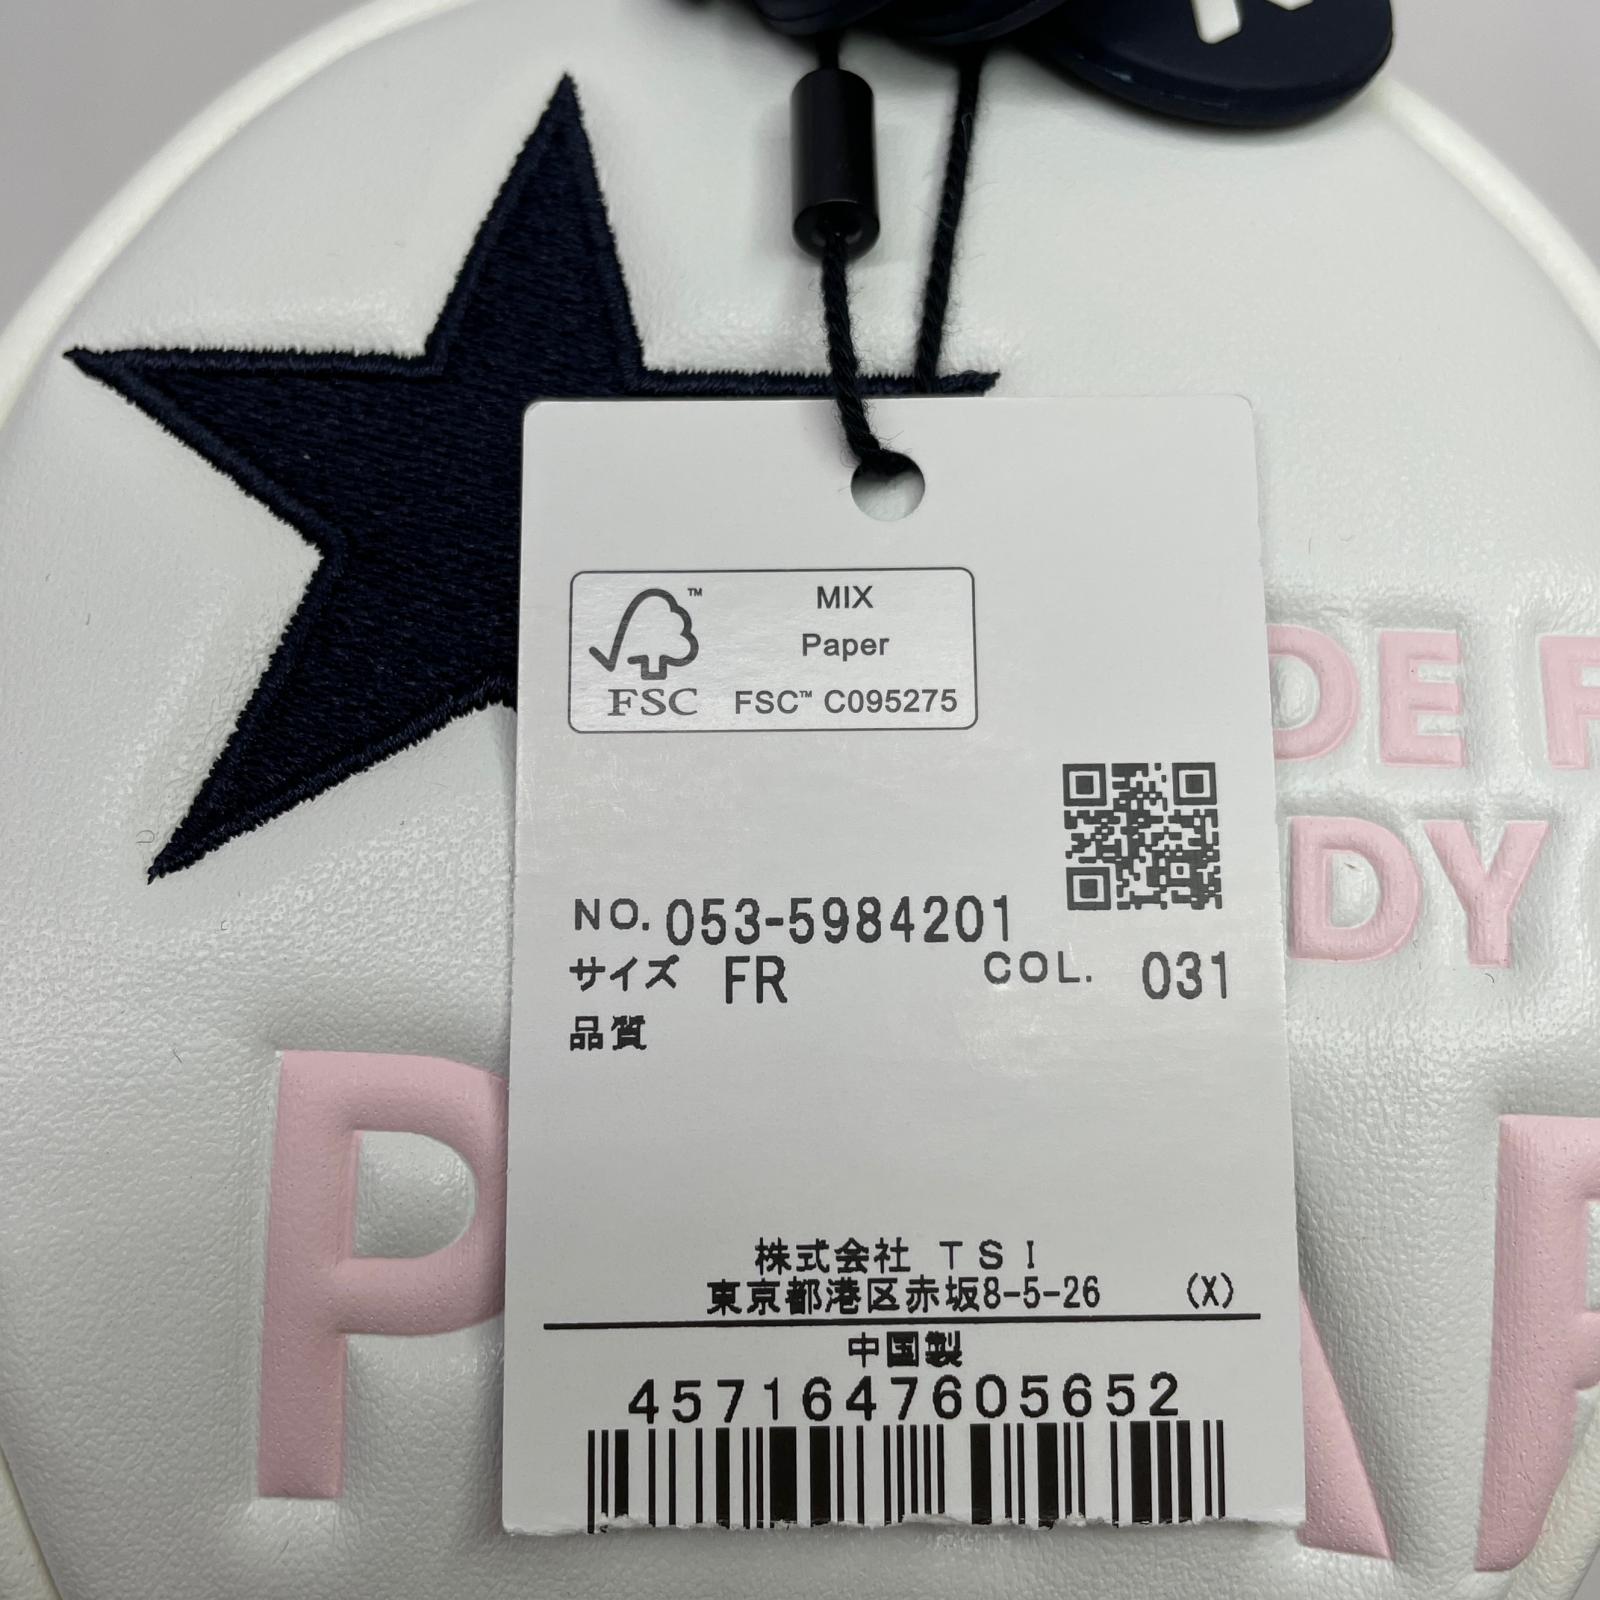 MIX
Paper
FSC™ C095275
FSC
™
NO. 053-5984201
サイズ FR COL. 031
品質
株式会社 TSI
東京都港区赤坂8-5-26 (X)
中国製
4571647605652
DE F
DY
P